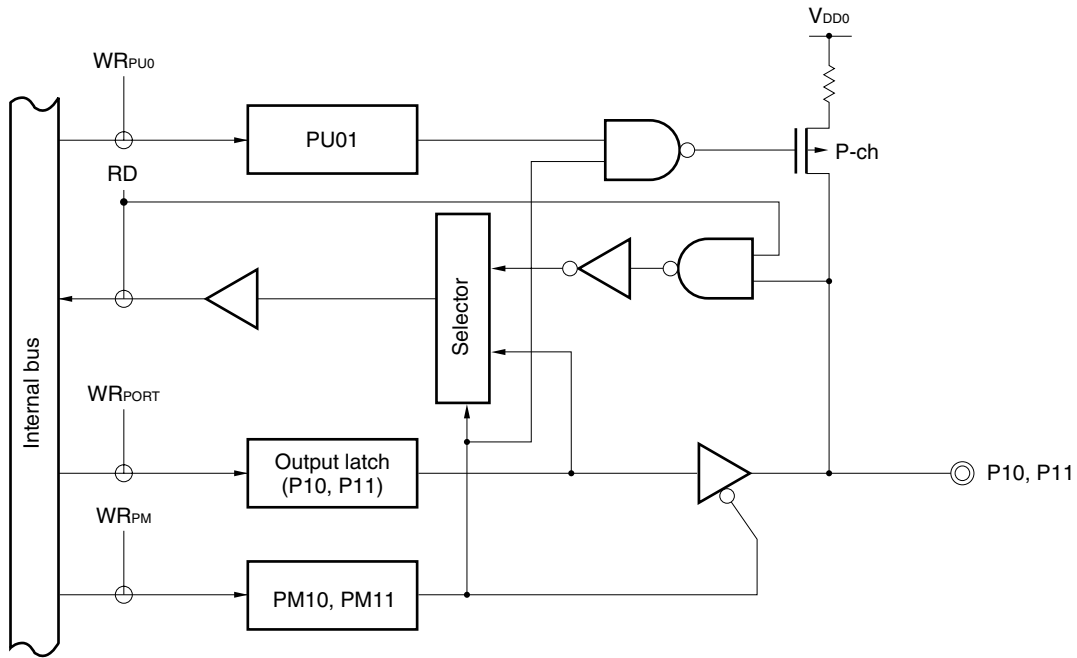 VDD0
WRPU0
PU01
P-ch
RD
Selector
Internal bus
WRPORT
Output latch
(P10, P11)
P10, P11
WRPM
PM10, PM11